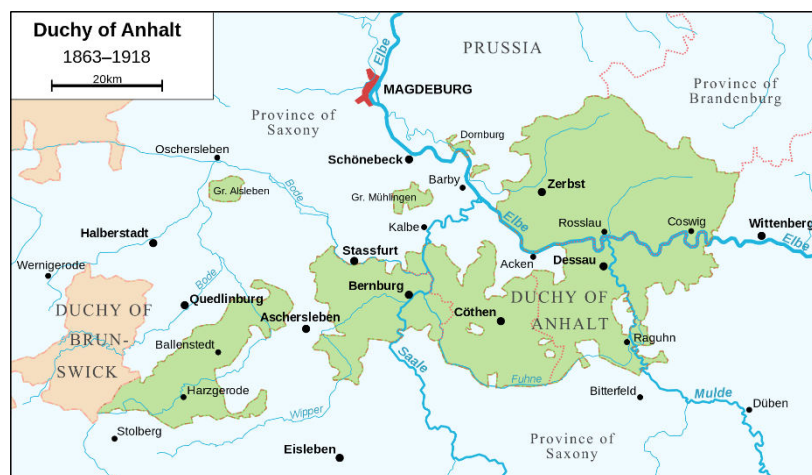 Duchy of Anhalt
1863–1918
20km
Elbe
PRUSSIA
MAGDEBURG
Province of
Brandenburg
Province of
Saxony
Dornburg
Oschersleben
Schönebeck
Barby
Gr. Alsleben
Bode
Gr. Mühlingen
Zerbst
Kalbe
Elbe
Rosslau
Coswig
Wittenberg
Elbe
Halberstadt
Stassfurt
Acken
Dessau
Wernigerode
Bode
Quedlinburg
Bernburg
DUCHY OF
BRUN-
SWICK
Aschersleben
Cöthen
DUCHY OF
ANHALT
Ballenstedt
Saale
Raguhn
Harzgerode
Fuhne
Bitterfeld
Mulde
Düben
Wipper
Stolberg
Eisleben
Province of
Saxony